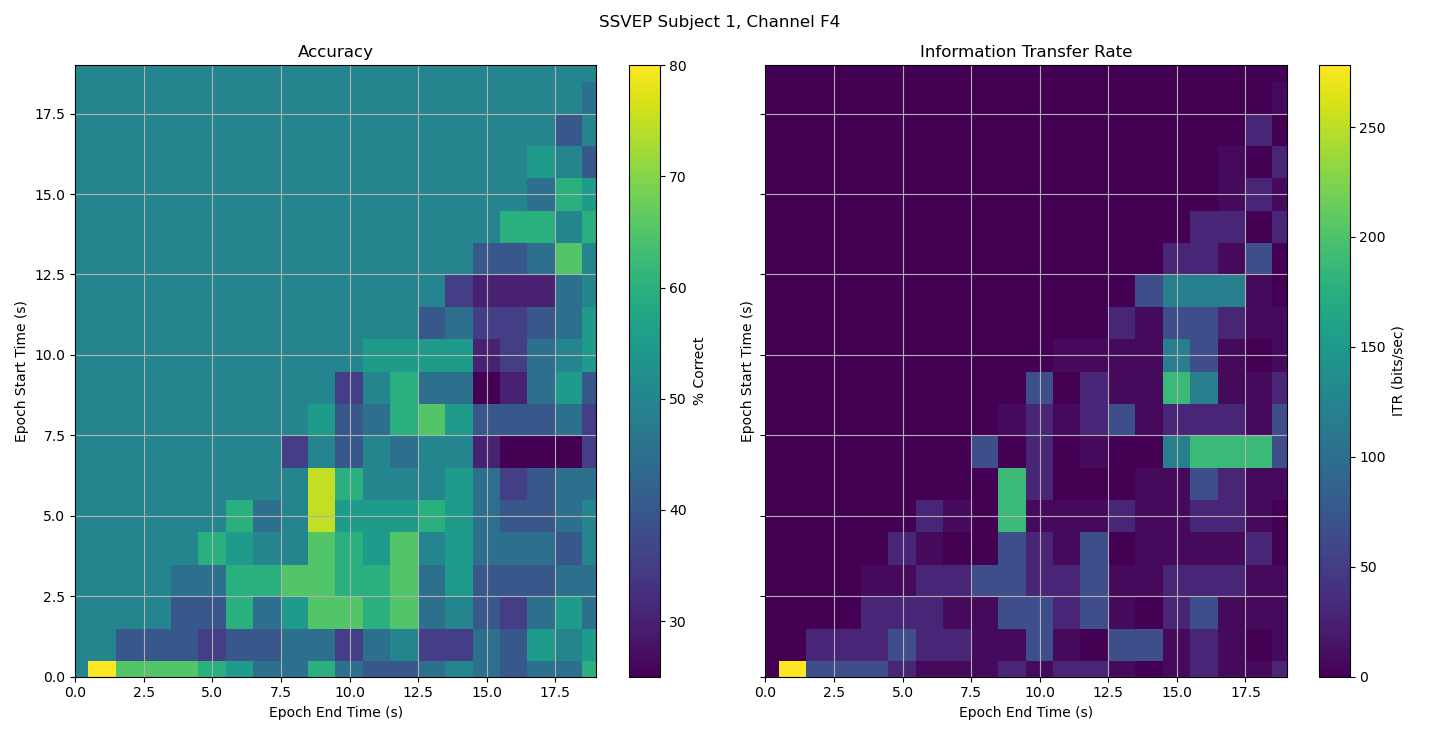 SSVEP Subject 1, Channel F4
Accuracy
17.5
15.0
12.5
10.0
7.5
5.0
2.5
0.0
Epoch Start Time (s)
0.0 2.5 5.0 7.5 10.0 12.5 15.0 17.5
Epoch End Time (s)
80
70
60
50
40
30
% Correct
Information Transfer Rate
Epoch Start Time (s)
0.0 2.5 5.0 7.5 10.0 12.5 15.0 17.5
Epoch End Time (s)
250
200
150
100
50
0
ITR (bits/sec)